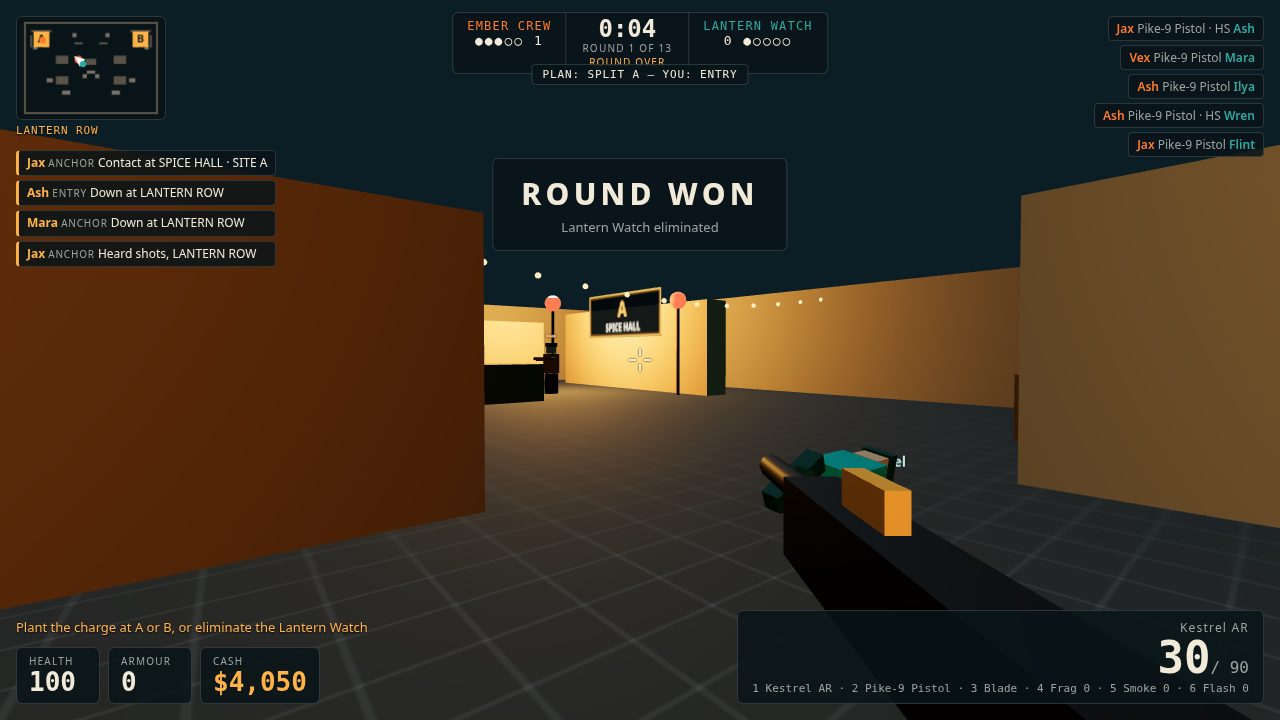 EMBER CREW
1
0:04
ROUND 1 OF 13
ROUND OVER
LANTERN WATCH
0
PLAN: SPLIT A — YOU: ENTRY
A
B
LANTERN ROW
Jax ANCHOR Contact at SPICE HALL · SITE A
Ash ENTRY Down at LANTERN ROW
Mara ANCHOR Down at LANTERN ROW
Jax ANCHOR Heard shots, LANTERN ROW
Jax Pike-9 Pistol · HS Ash
Vex Pike-9 Pistol Mara
Ash Pike-9 Pistol Ilya
Ash Pike-9 Pistol · HS Wren
Jax Pike-9 Pistol Flint
ROUND WON
Lantern Watch eliminated
A
SPICE HALL
el
Plant the charge at A or B, or eliminate the Lantern Watch
HEALTH
100
ARMOUR
0
CASH
$4,050
Kestrel AR
30 / 90
1 Kestrel AR · 2 Pike-9 Pistol · 3 Blade · 4 Frag 0 · 5 Smoke 0 · 6 Flash 0